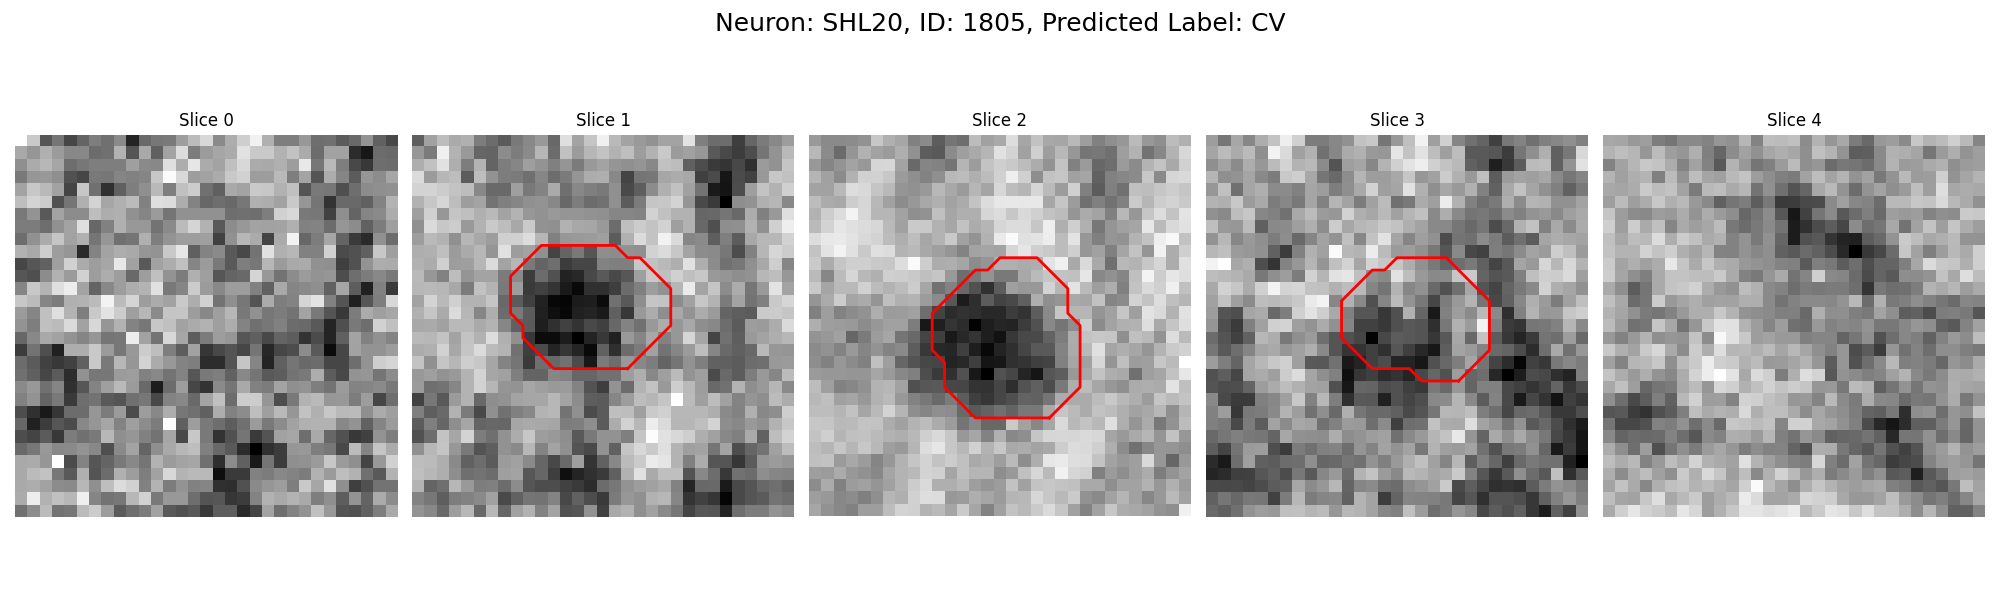 Neuron: SHL20, ID: 1805, Predicted Label: CV
Slice 0
Slice 1
Slice 2
Slice 3
Slice 4